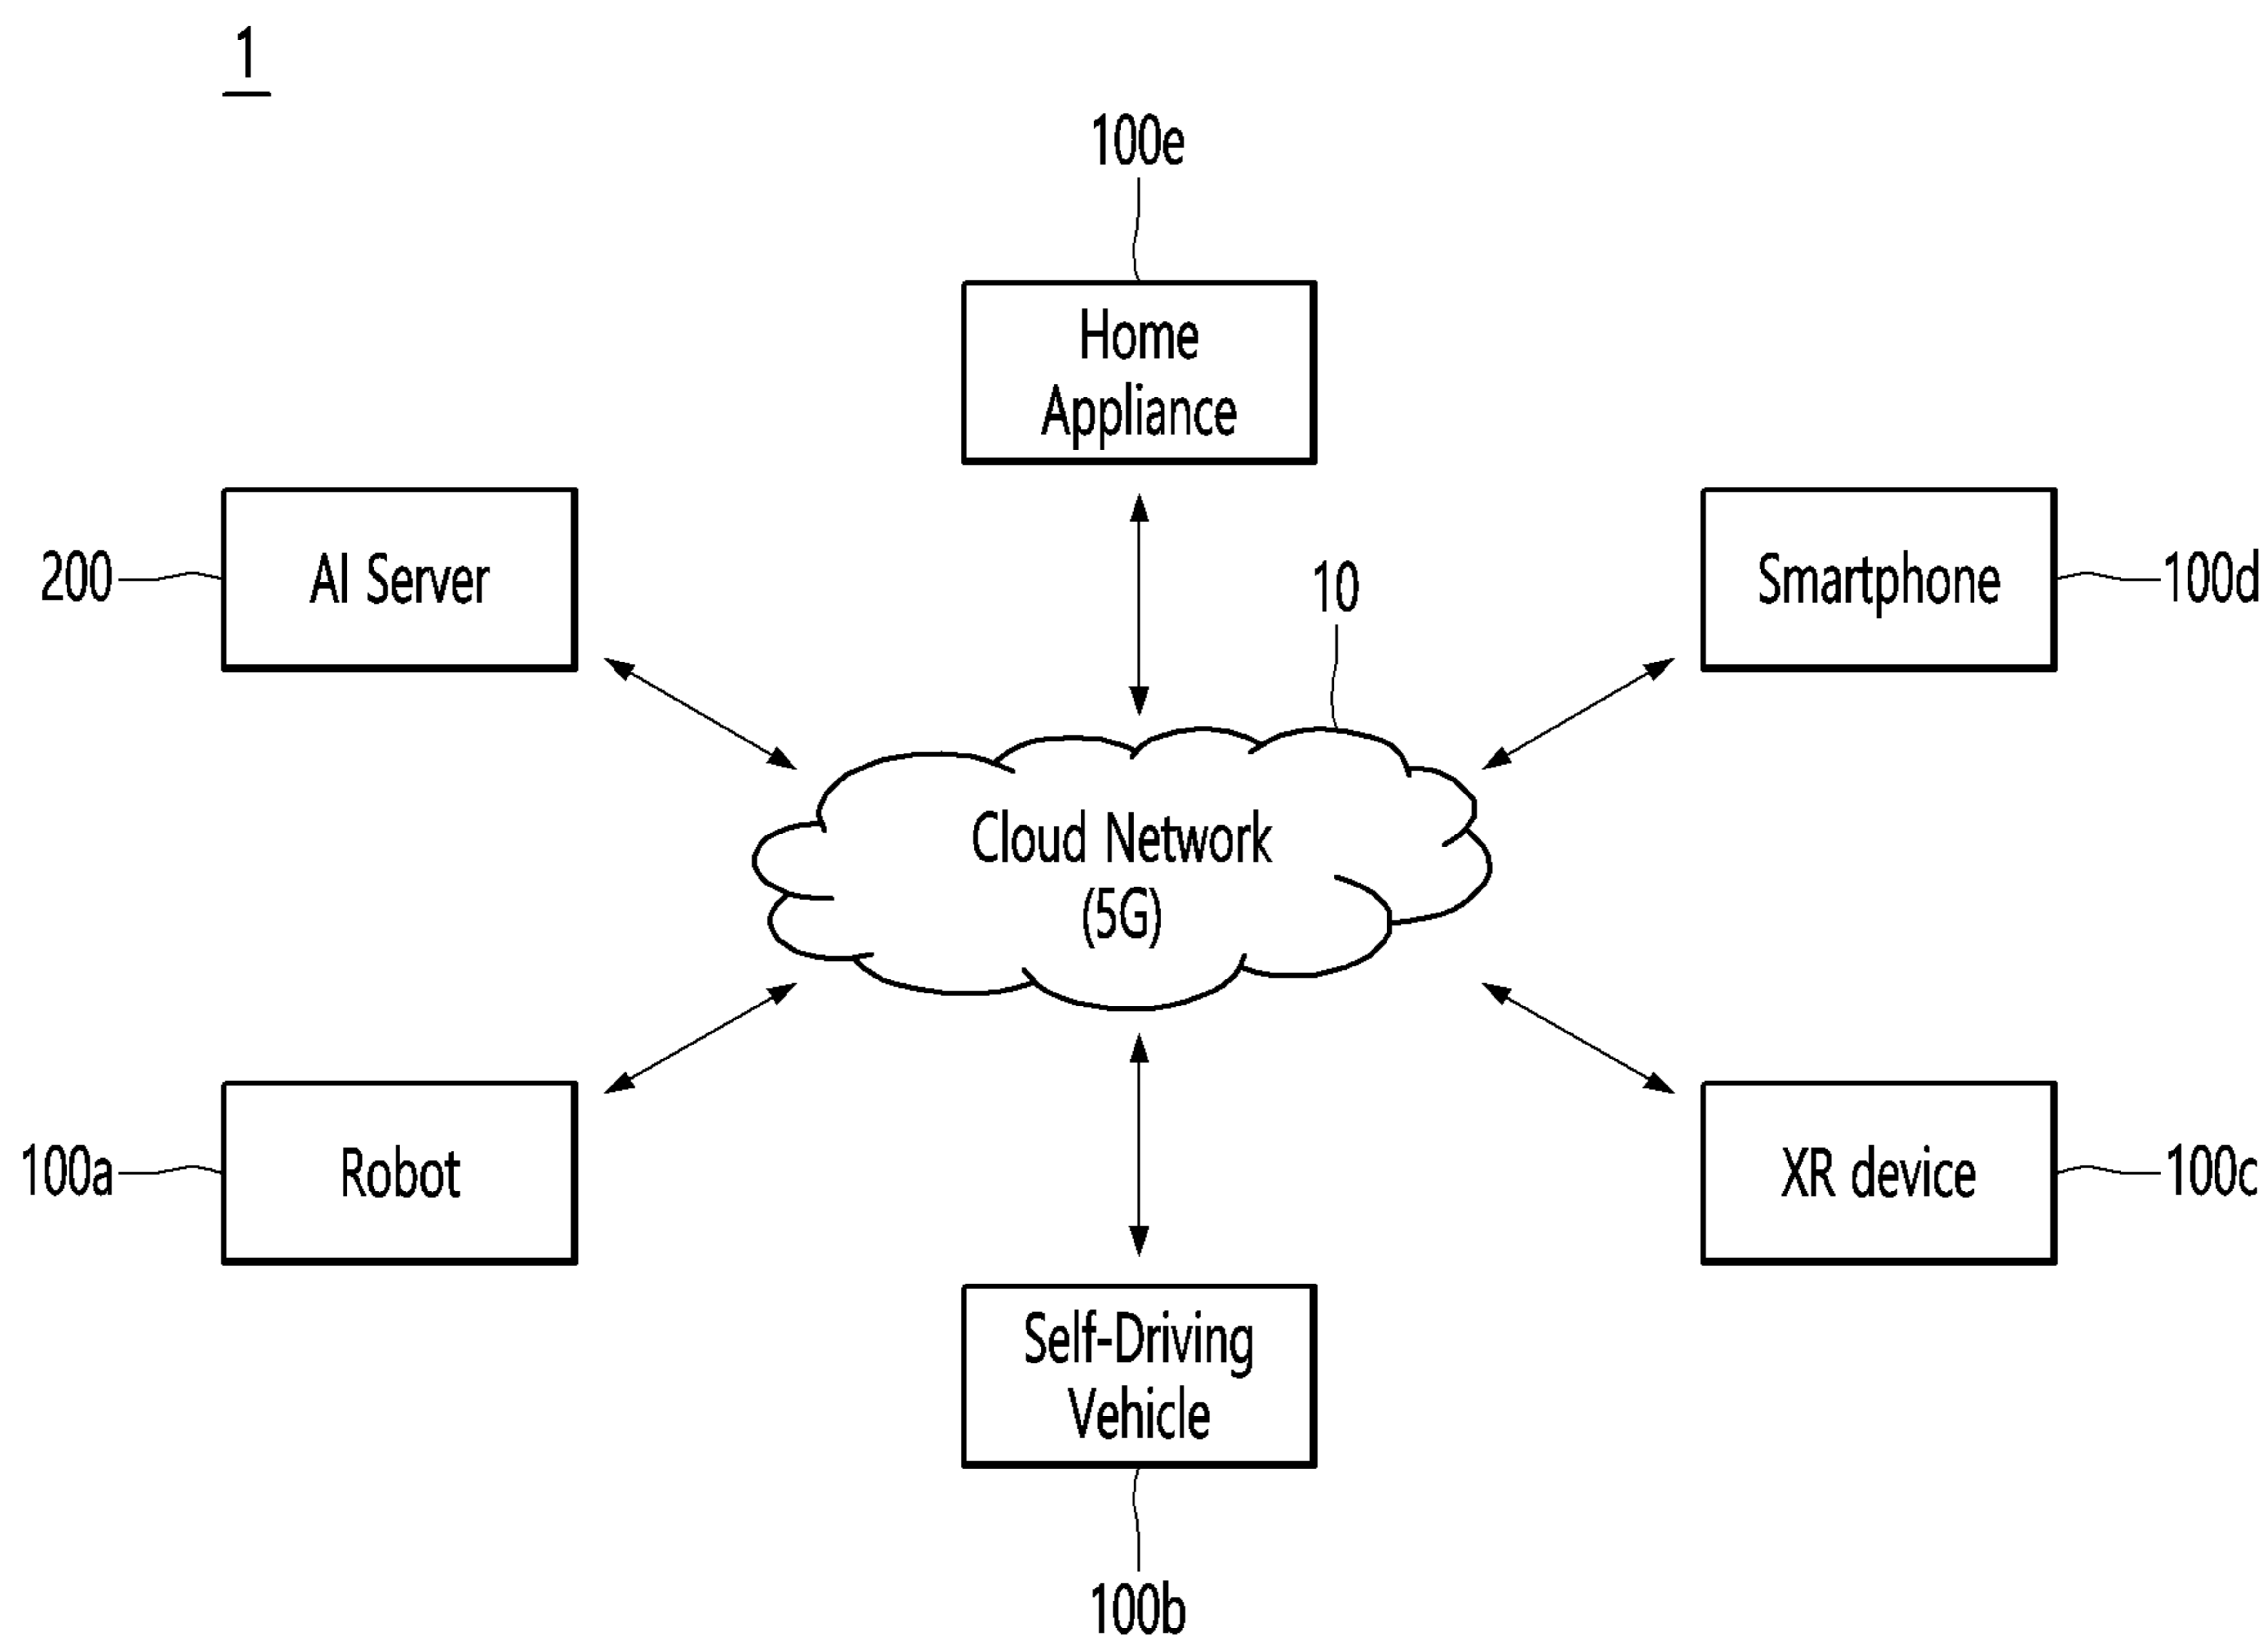 1
100e
Home
Appliance
200
AI Server
10
Smartphone
100d
Cloud Network
(5G)
100a
Robot
XR device
100c
Self-Driving
Vehicle
100b